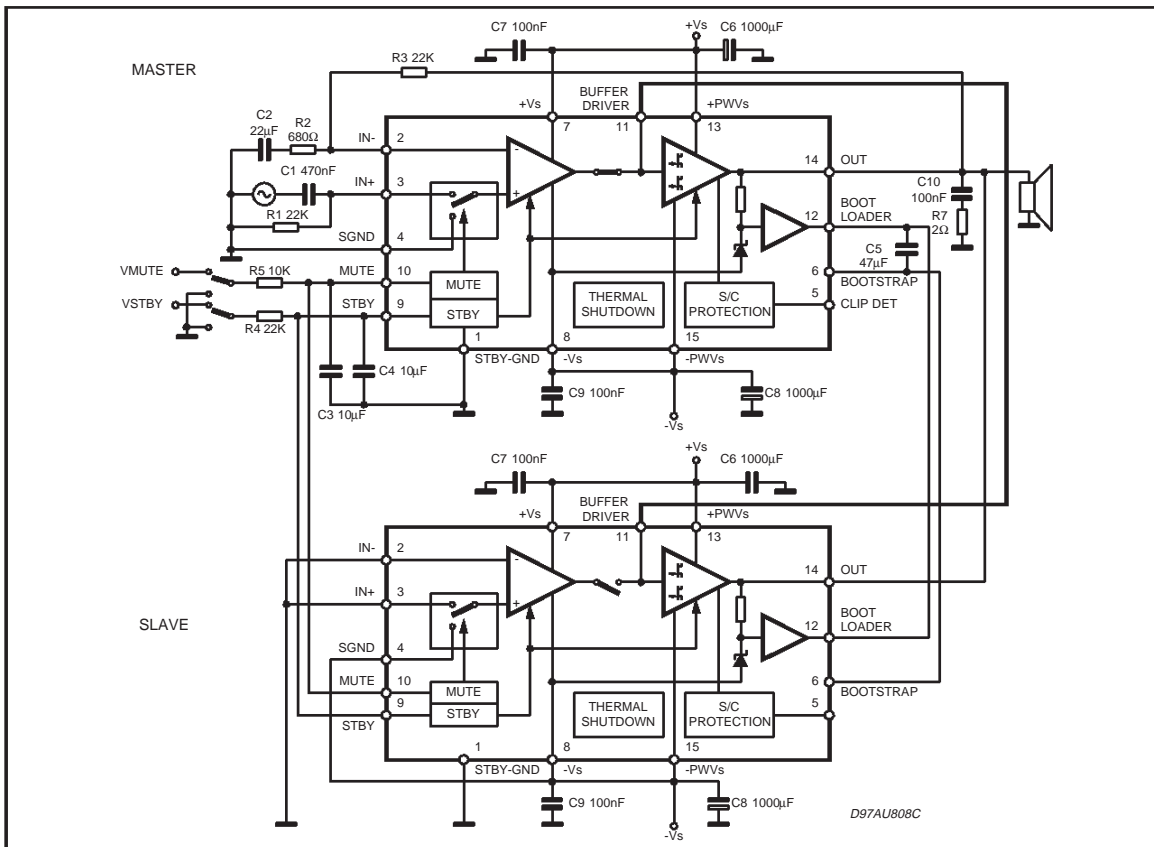 MASTER
C7 100nF
+Vs
C6 1000µF
R3 22K
+Vs
BUFFER
DRIVER
+PWVs
7
11
13
C2
22µF
R2
680Ω
IN-
2
C1 470nF
IN+
3
R1 22K
SGND
4
VMUTE
R5 10K
MUTE
10
MUTE
VSTBY
R4 22K
STBY
9
STBY
THERMAL
SHUTDOWN
S/C
PROTECTION
14
OUT
C10
100nF
R7
2Ω
BOOT
LOADER
12
C5
47µF
6
BOOTSTRAP
5
CLIP DET
1
STBY-GND
8
-Vs
15
-PWVs
C4 10µF
C3 10µF
C9 100nF
C8 1000µF
-Vs
SLAVE
C7 100nF
+Vs
C6 1000µF
+Vs
BUFFER
DRIVER
+PWVs
7
11
13
IN-
2
IN+
3
SGND
4
MUTE
10
MUTE
9
STBY
STBY
THERMAL
SHUTDOWN
S/C
PROTECTION
14
OUT
BOOT
LOADER
12
6
BOOTSTRAP
5
1
STBY-GND
8
-Vs
15
-PWVs
C9 100nF
C8 1000µF
-Vs
D97AU808C
-
+
-
+